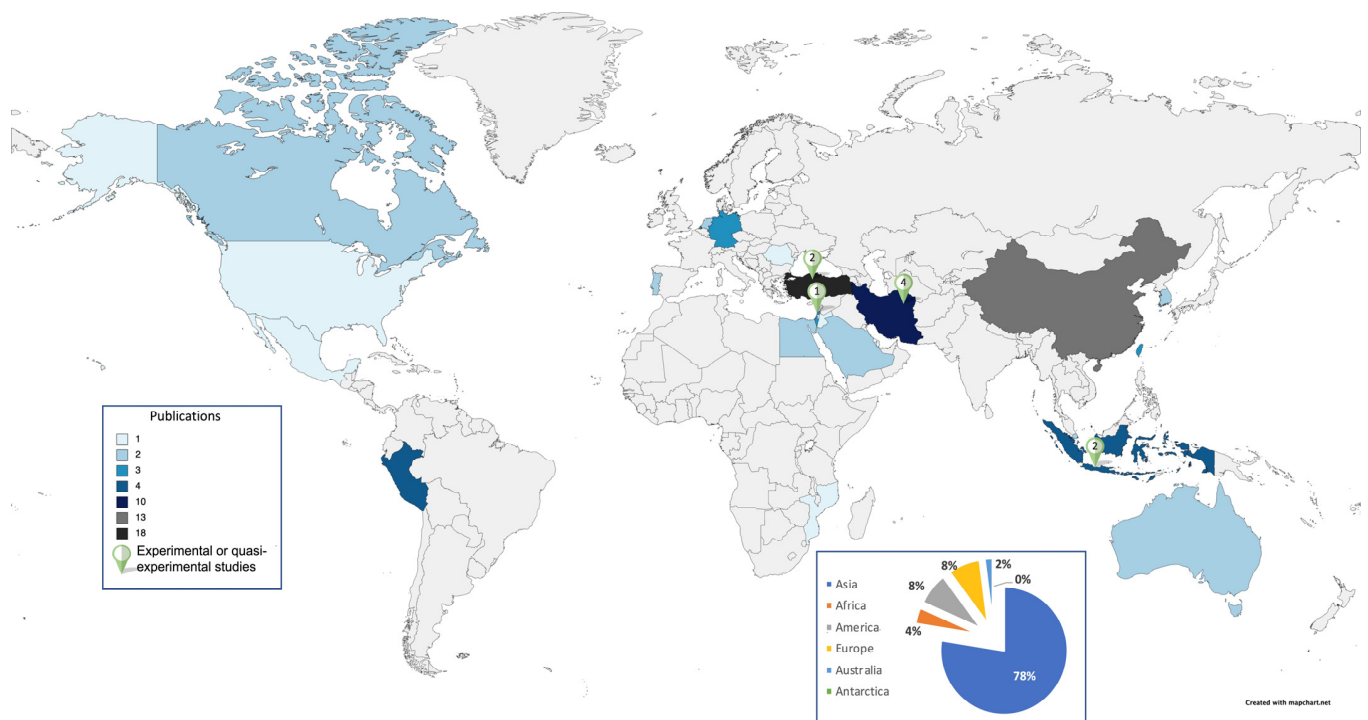 2
1
4
2
Publications
1
2
3
4
10
13
18
Experimental or quasi-
experimental studies
Asia
Africa
America
Europe
Australia
Antarctica
8%
2%
0%
8%
4%
78%
Created with mapchart.net